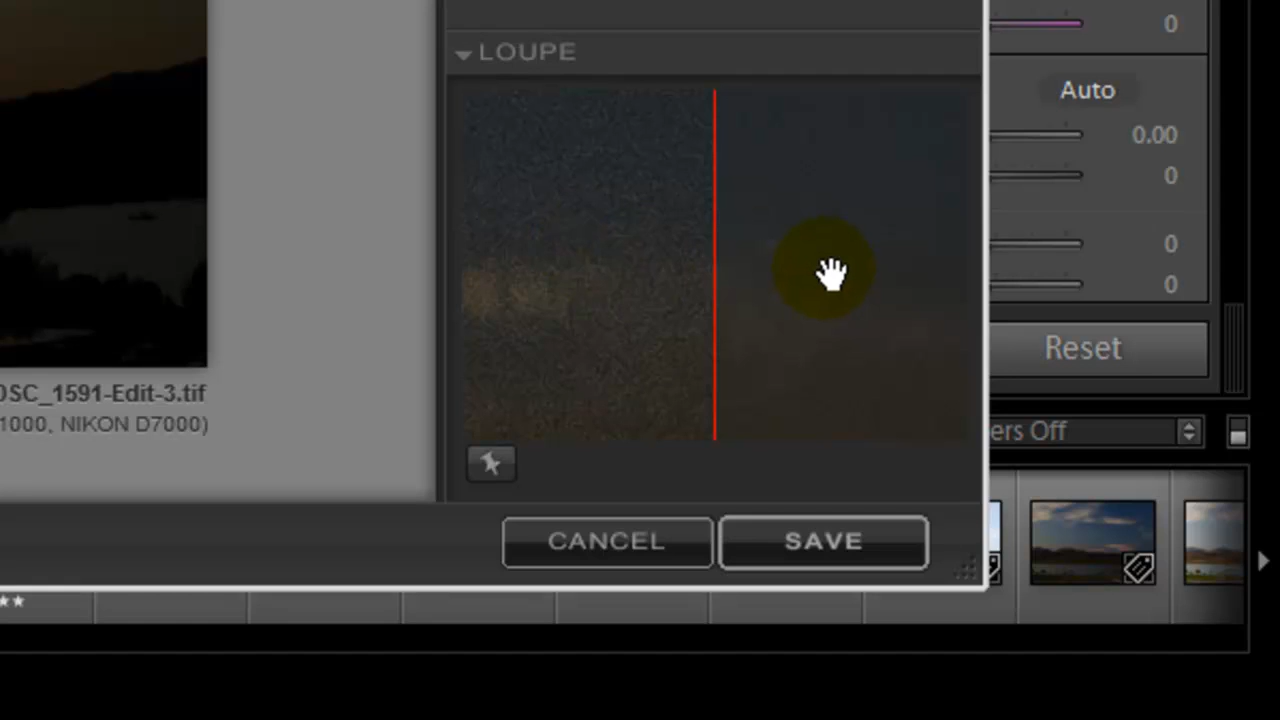 0
LOUPE
Auto
0.00
0
0
0
Reset
SC_1591-Edit-3.tif
1000, NIKON D7000)
ers Off
CANCEL
SAVE
★★